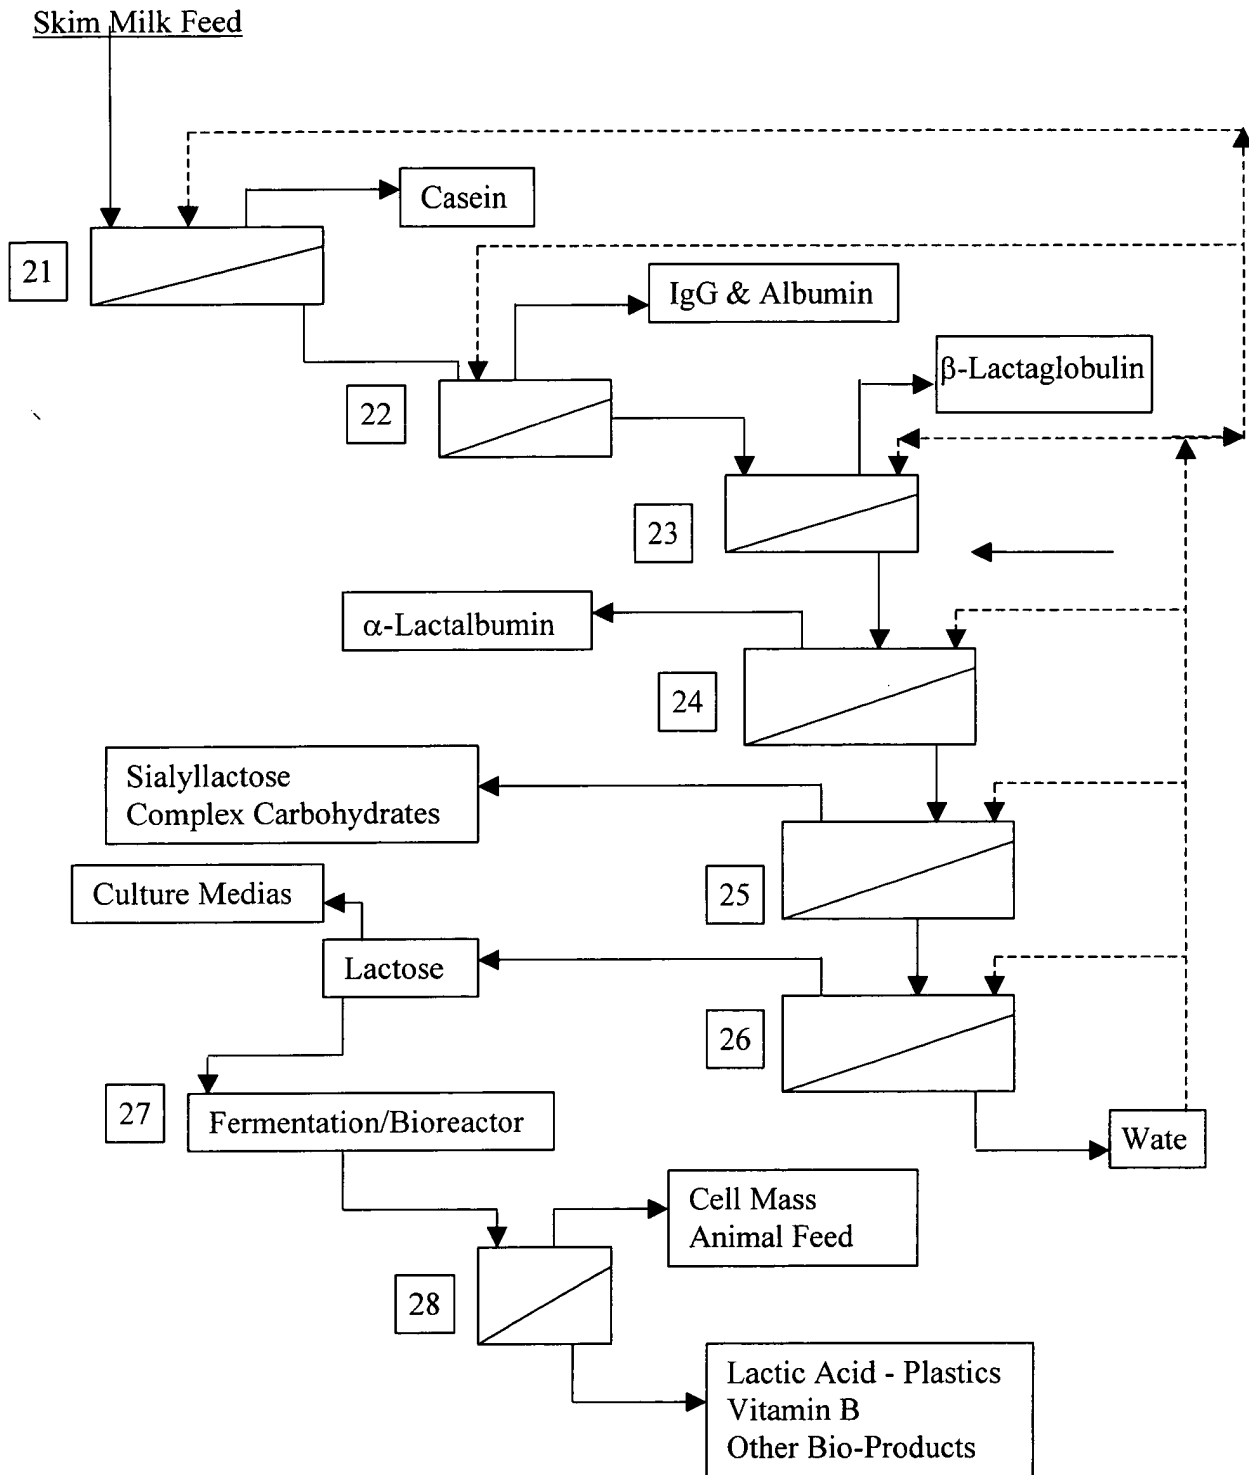 Skim Milk Feed
Casein
21
IgG & Albumin
β-Lactaglobulin
22
23
α-Lactalbumin
24
Sialyllactose
Complex Carbohydrates
Culture Medias
25
Lactose
26
27
Fermentation/Bioreactor
Wate
Cell Mass
Animal Feed
28
Lactic Acid - Plastics
Vitamin B
Other Bio-Products